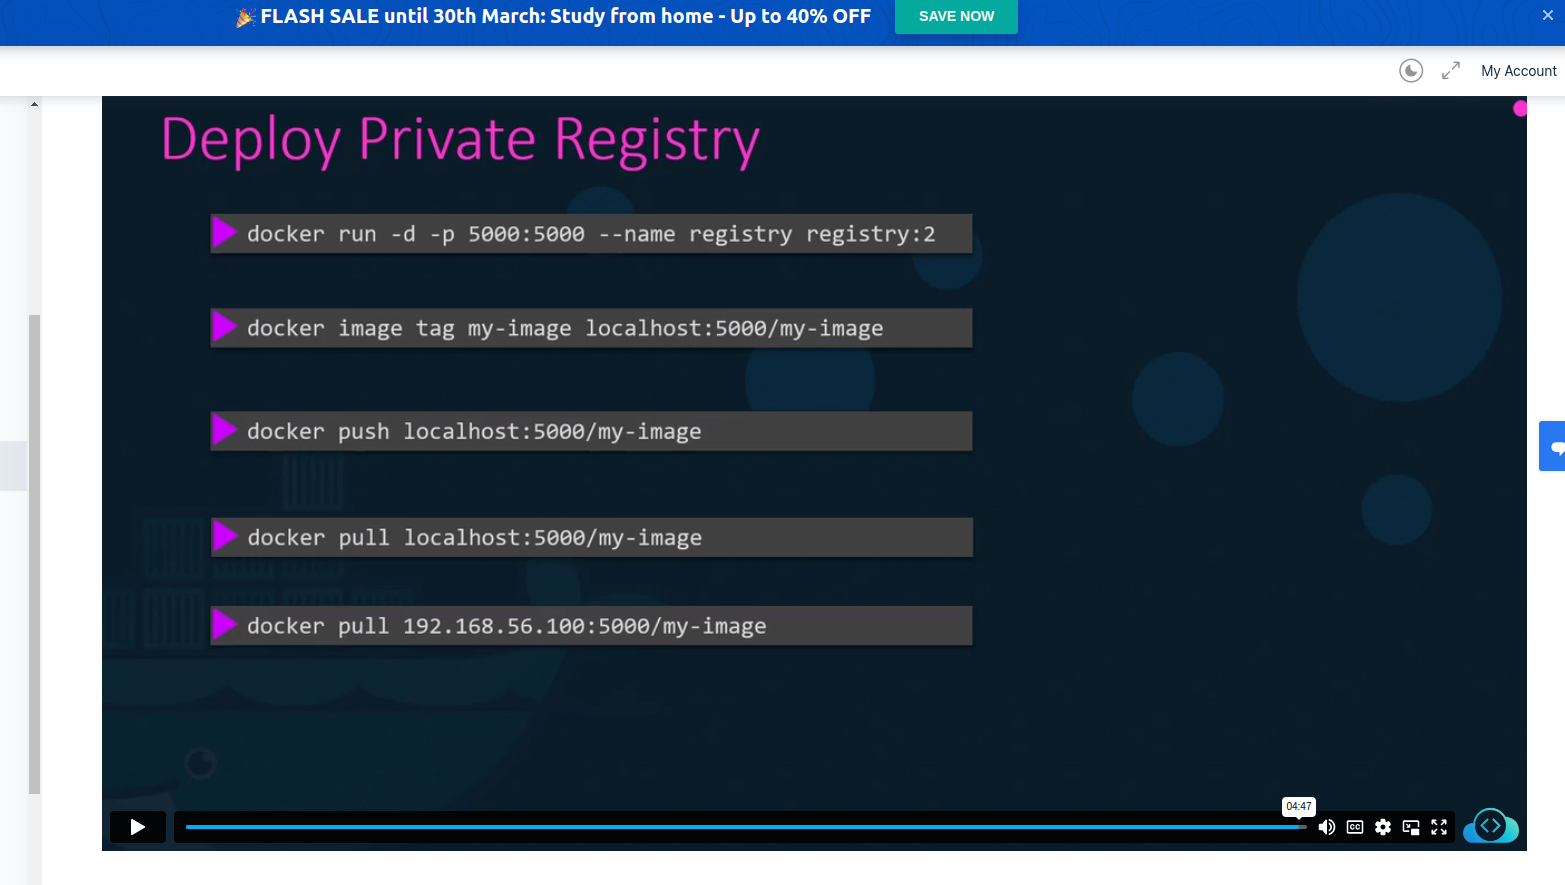 🎉FLASH SALE until 30th March: Study from home - Up to 40% OFF
SAVE NOW
My Account
Deploy Private Registry
docker run -d -p 5000:5000 --name registry registry:2
docker image tag my-image localhost:5000/my-image
docker push localhost:5000/my-image
docker pull localhost:5000/my-image
docker pull 192.168.56.100:5000/my-image
04:47
CC